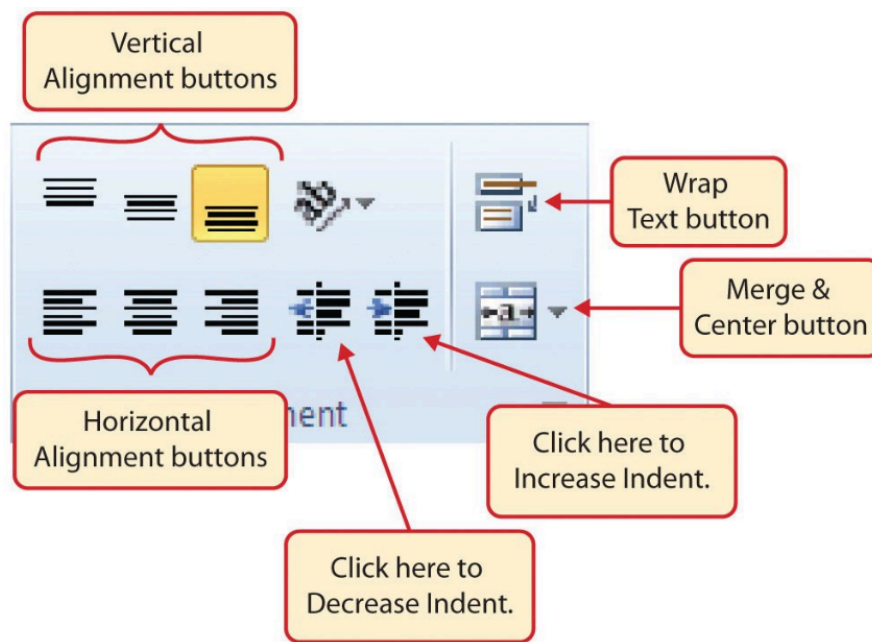 Vertical
Alignment buttons
Wrap
Text button
a
Merge &
Center button
Horizontal
Alignment buttons
ment
Click here to
Increase Indent.
Click here to
Decrease Indent.